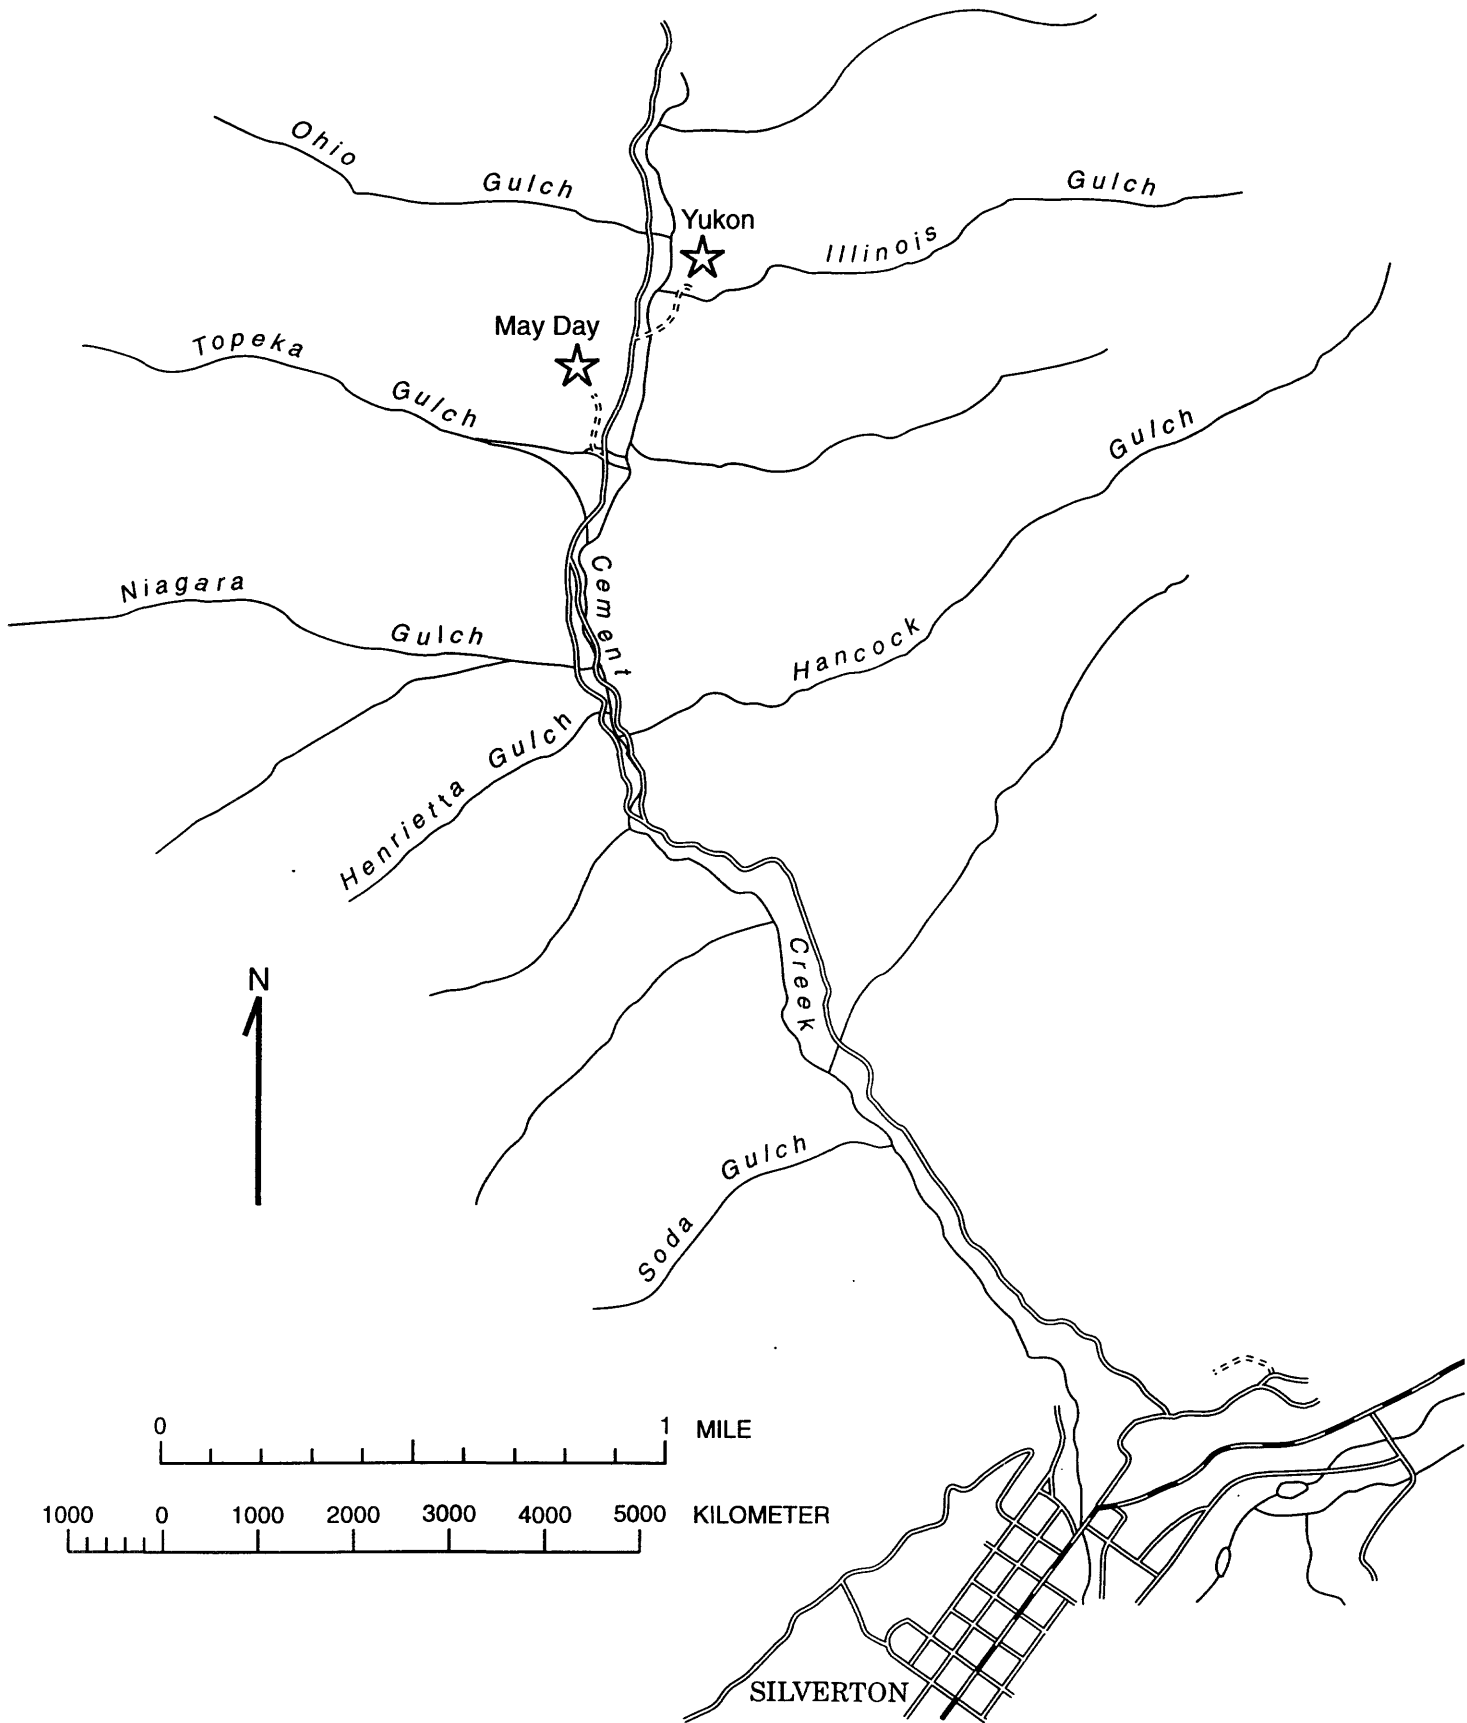 Ohio Gulch
Gulch
Yukon
Illinois
May Day
Topeka
Gulch
Gulch
Cement
Niagara
Gulch
Hancock
Henrietta Gulch
Creek
N
Gulch
Soda
0 1 MILE
1000 0 1000 2000 3000 4000 5000 KILOMETER
SILVERTON